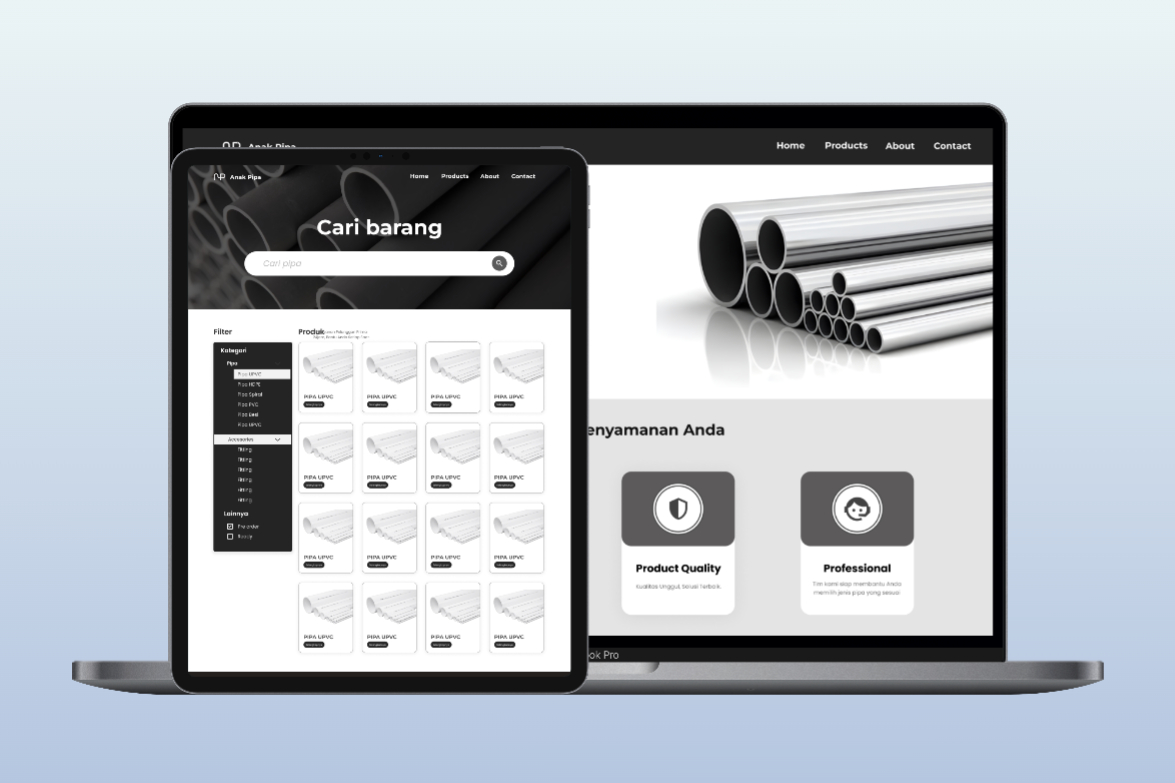 Anak Pipa
Home Products About Contact
Anak Pipa
Home Products About Contact
Cari barang
Cari pipa
Filter
Kategori
Pipa
Pipa UPVC
Pipa HDPE
Pipa Spiral
Pipa PVC
Pipa Besi
Pipa UPVC
Accessories
Fitting
Fitting
Fitting
Fitting
Fitting
Fitting
Lainnya
Pre order
Ready
Produk
PIPA UPVC PIPA UPVC PIPA UPVC PIPA UPVC
PIPA UPVC PIPA UPVC PIPA UPVC PIPA UPVC
PIPA UPVC PIPA UPVC PIPA UPVC PIPA UPVC
PIPA UPVC PIPA UPVC PIPA UPVC PIPA UPVC
enyamanan Anda
Product Quality
Kualitas Unggul, Sesuai Terbaik.
Professional
Tim kami siap membantu Anda
memilih jenis pipa yang sesuai
ok Pro